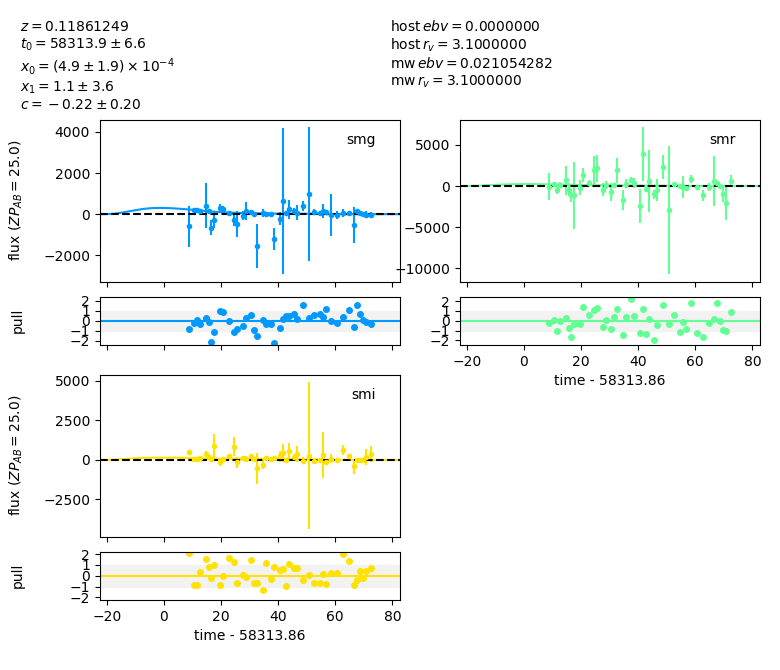 z = 0.11861249
t₀ = 58313.9 ± 6.6
x₀ = (4.9 ± 1.9) × 10⁻⁴
x₁ = 1.1 ± 3.6
c = −0.22 ± 0.20
host ebv = 0.0000000
host r_v = 3.1000000
mw ebv = 0.021054282
mw r_v = 3.1000000
smg
flux (ZP_AB = 25.0)
4000
2000
0
−2000
smr
5000
0
−5000
−10000
pull
2
1
0
−1
−2
2
1
0
−1
−2
−20 0 20 40 60 80
time - 58313.86
smi
flux (ZP_AB = 25.0)
5000
2500
0
−2500
pull
2
1
0
−1
−2
−20 0 20 40 60 80
time - 58313.86